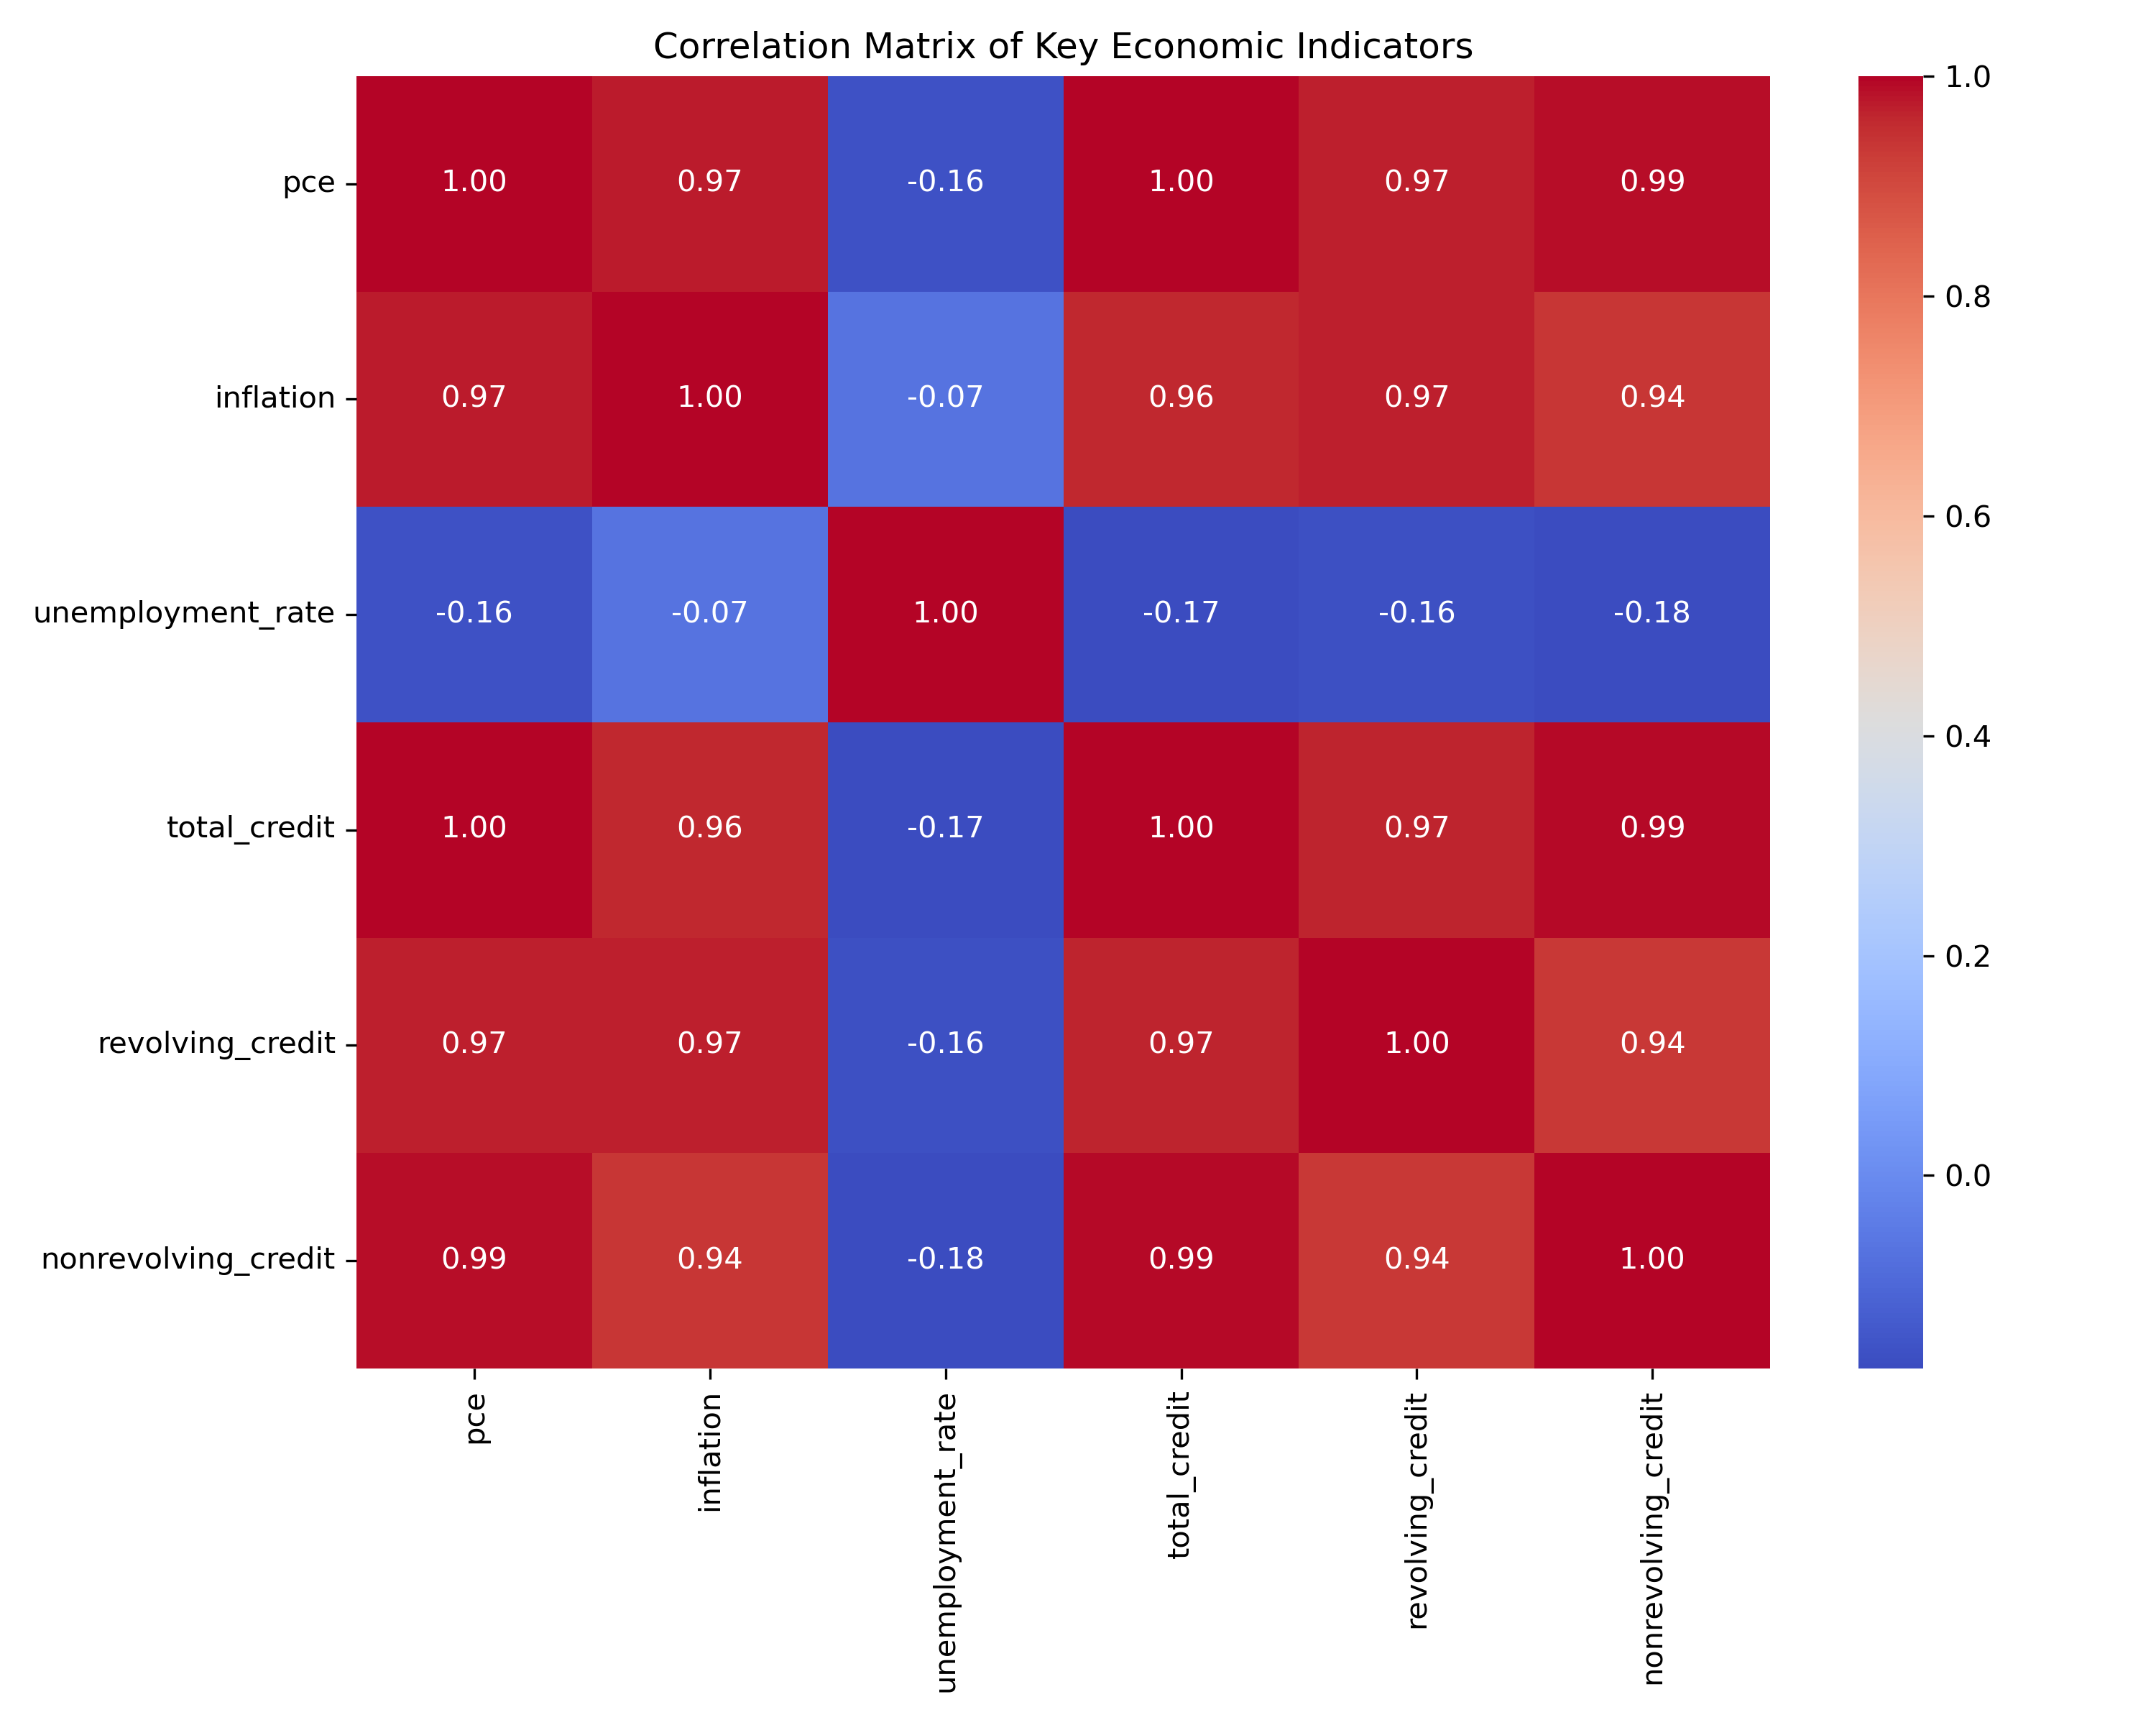 Correlation Matrix of Key Economic Indicators
pce 1.00 0.97 -0.16 1.00 0.97 0.99
inflation 0.97 1.00 -0.07 0.96 0.97 0.94
unemployment_rate -0.16 -0.07 1.00 -0.17 -0.16 -0.18
total_credit 1.00 0.96 -0.17 1.00 0.97 0.99
revolving_credit 0.97 0.97 -0.16 0.97 1.00 0.94
nonrevolving_credit 0.99 0.94 -0.18 0.99 0.94 1.00
pce
inflation
unemployment_rate
total_credit
revolving_credit
nonrevolving_credit
1.0
0.8
0.6
0.4
0.2
0.0